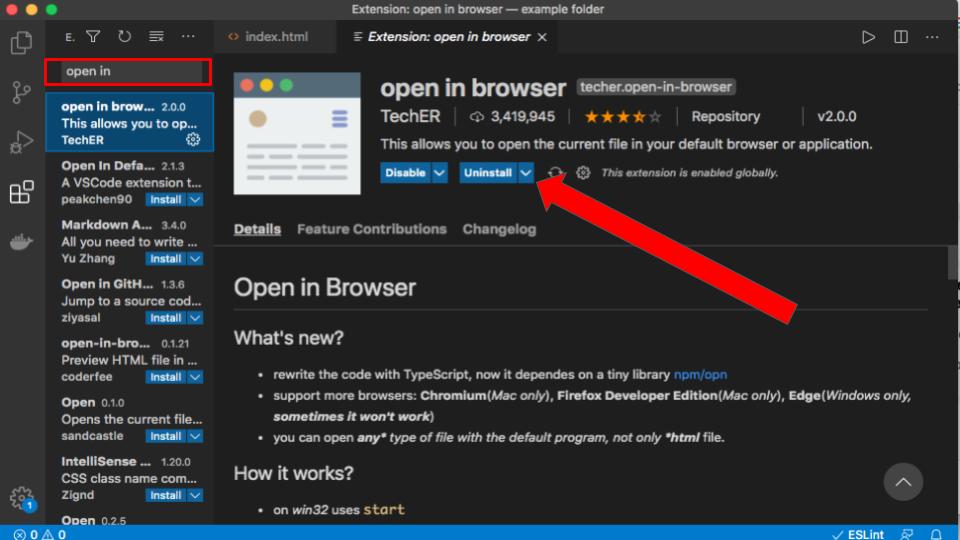 Extension: open in browser — example folder
E.
<> index.html
Extension: open in browser
open in
open in brow... 2.0.0
This allows you to op...
TechER
Open In Defa... 2.1.3
A VSCode extension t...
peakchen90 Install
Markdown A... 3.4.0
All you need to write ...
Yu Zhang Install
Open in GitH... 1.3.6
Jump to a source cod...
ziyasal Install
open-in-bro... 0.1.21
Preview HTML file in ...
coderfee Install
Open 0.1.0
Opens the current file...
sandcastle Install
IntelliSense ... 1.20.0
CSS class name com...
Zignd Install
Open 0.2.5
open in browser techer.open-in-browser
TechER 3,419,945 Repository v2.0.0
This allows you to open the current file in your default browser or application.
Disable Uninstall This extension is enabled globally.
Details Feature Contributions Changelog
Open in Browser
What's new?
• rewrite the code with TypeScript, now it dependes on a tiny library npm/opn
• support more browsers: Chromium(Mac only), Firefox Developer Edition(Mac only), Edge(Windows only,
sometimes it won't work)
• you can open any* type of file with the default program, not only *html file.
How it works?
• on win32 uses start
1
0 0
ESLint